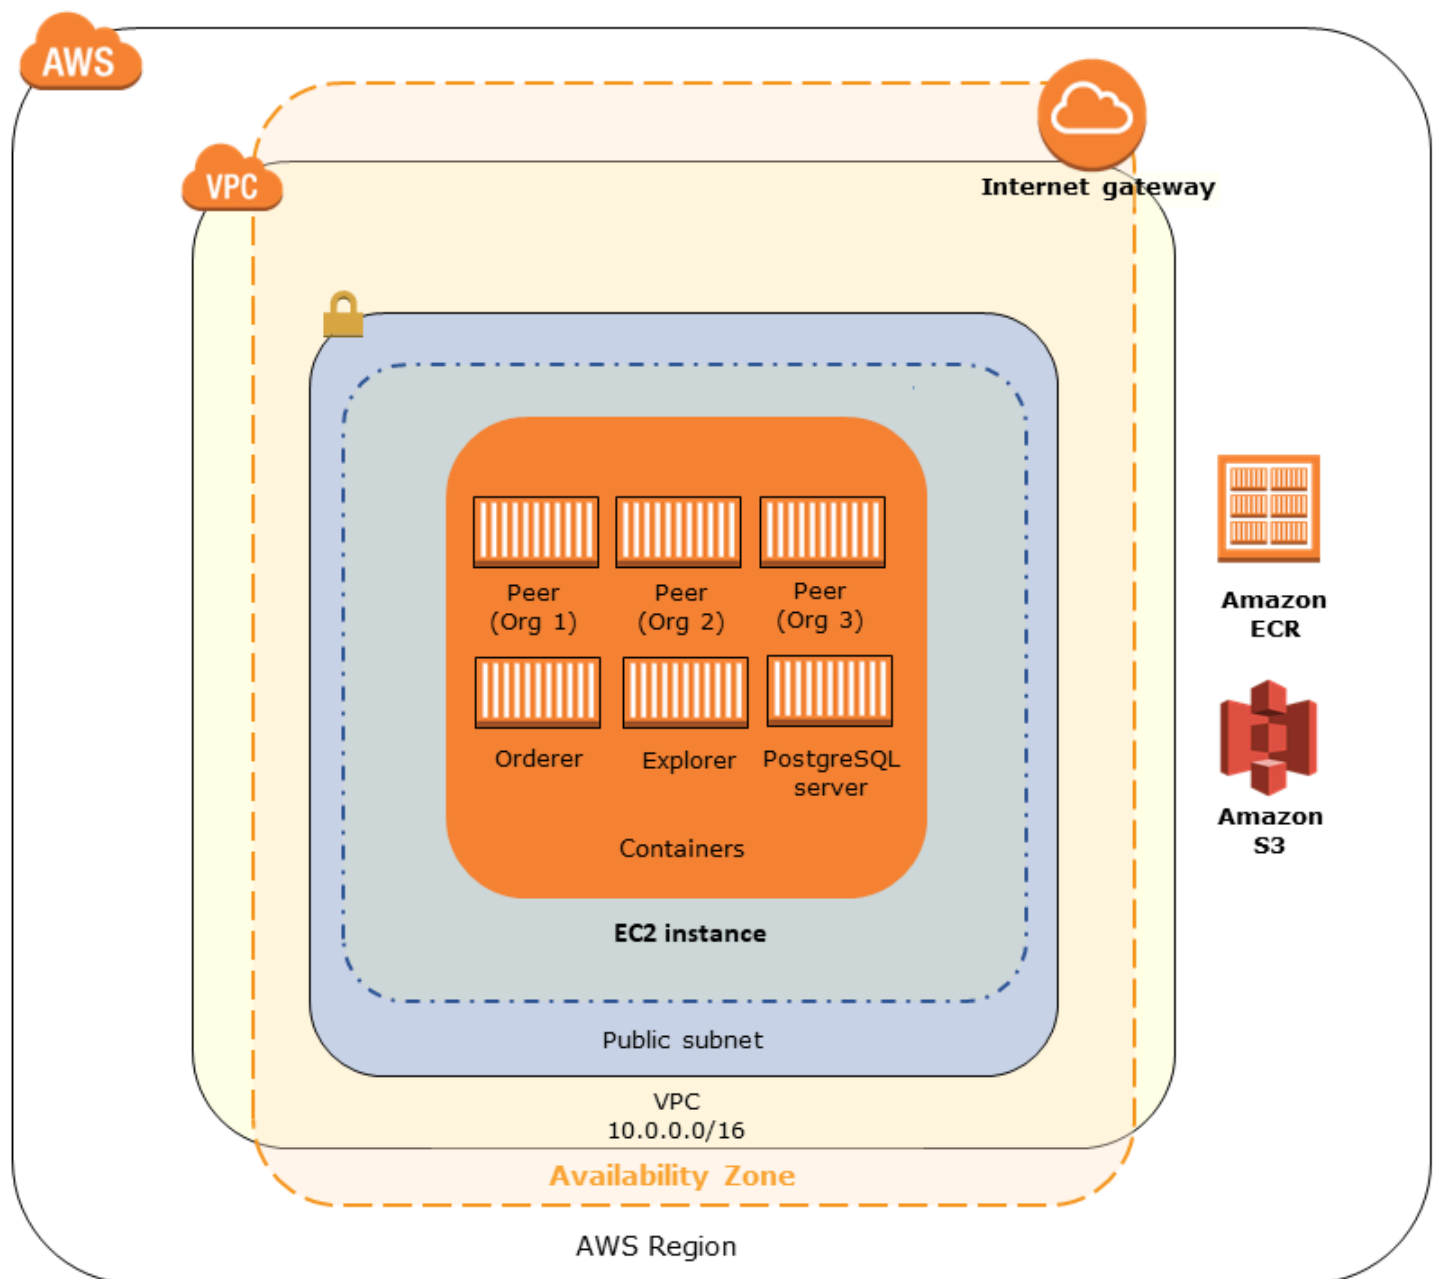 AWS
VPC
Internet gateway
Peer
(Org 1)
Peer
(Org 2)
Peer
(Org 3)
Orderer
Explorer
PostgreSQL
server
Containers
EC2 instance
Public subnet
VPC
10.0.0.0/16
Availability Zone
AWS Region
Amazon
ECR
Amazon
S3